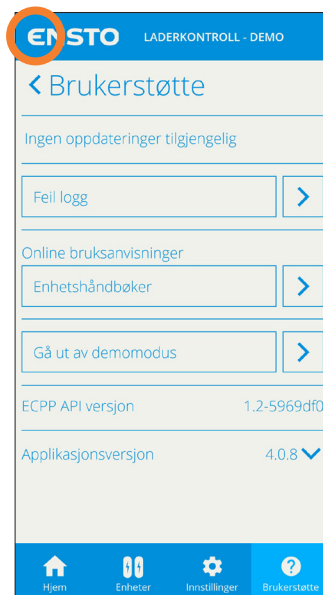 ENSTO LADERKONTROLL - DEMO
Brukerstøtte
Ingen oppdateringer tilgjengelig
Feil logg
Online bruksanvisninger
Enhetshåndbøker
Gå ut av demomodus
ECPP API versjon 1.2-5969df0
Applikasjonsversjon 4.0.8
Hjem Enheter Innstillinger Brukerstøtte